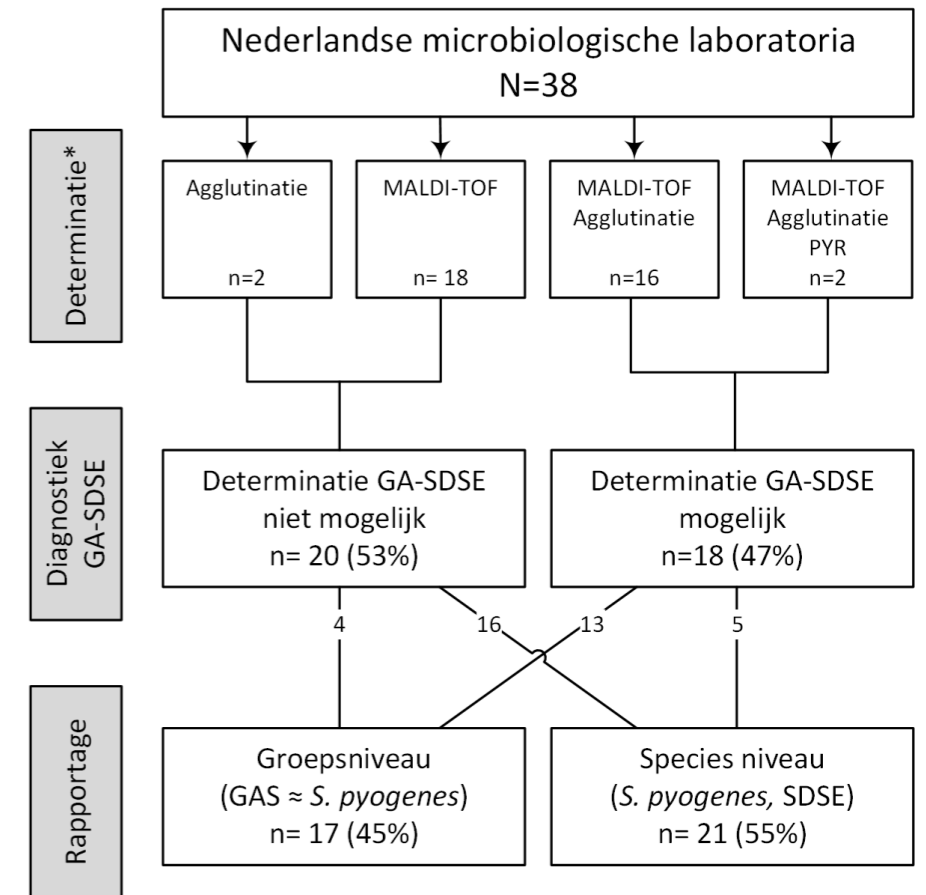 Nederlandse microbiologische laboratoria
N=38
Determinatie*
Agglutinatie
n=2
MALDI-TOF
n= 18
MALDI-TOF
Agglutinatie
n=16
MALDI-TOF
Agglutinatie
PYR
n=2
Diagnostiek
GA-SDSE
Determinatie GA-SDSE
niet mogelijk
n= 20 (53%)
Determinatie GA-SDSE
mogelijk
n=18 (47%)
4
16
13
5
Rapportage
Groepsniveau
(GAS ≈ S. pyogenes)
n= 17 (45%)
Species niveau
(S. pyogenes, SDSE)
n= 21 (55%)